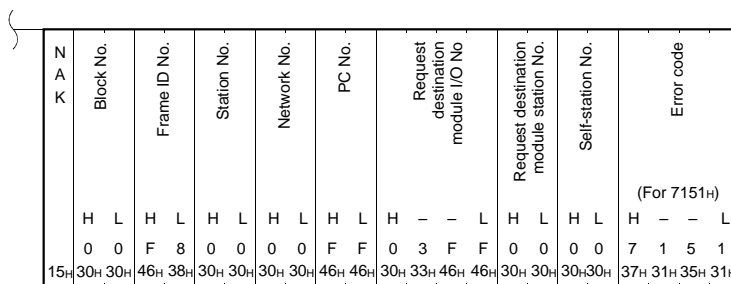 NAK Block No. Frame ID No. Station No. Network No. PC No. Request destination module I/O No Request destination module station No. Self-station No. Error code
(For 7151H)
H L H L H L H L H L H – – L H L H L H – – L
0 0 F 8 0 0 0 0 F F 0 3 F F 0 0 0 0 7 1 5 1
15H 30H 30H 46H 38H 30H 30H 30H 30H 46H 46H 30H 33H 46H 46H 30H 30H 30H 30H 37H 31H 35H 31H